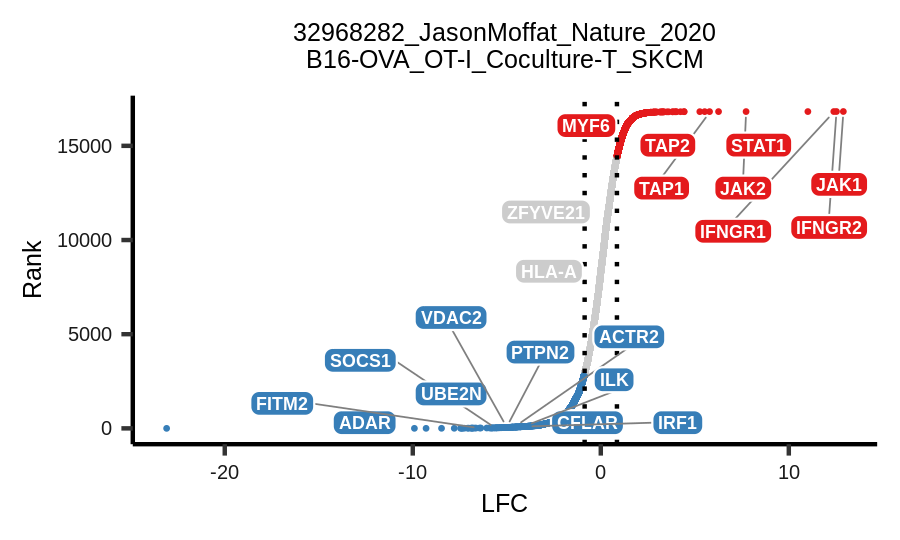 32968282_JasonMoffat_Nature_2020
B16-OVA_OT-I_Coculture-T_SKCM
Rank
15000
10000
5000
0
MYF6
TAP2
STAT1
TAP1
JAK2
JAK1
ZFYVE21
IFNGR1
IFNGR2
HLA-A
VDAC2
ACTR2
SOCS1
PTPN2
UBE2N
ILK
FITM2
ADAR
CFLAR
IRF1
-20
-10
0
10
LFC